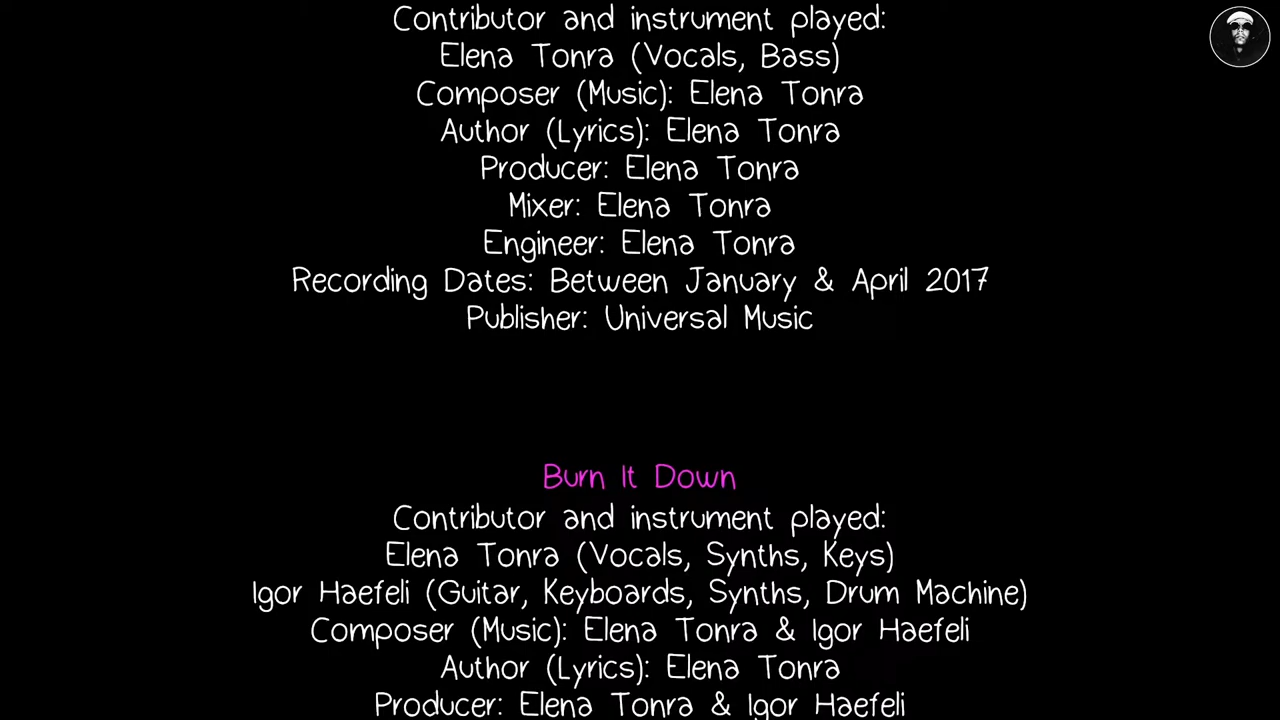 Contributor and instrument played:
Elena Tonra (Vocals, Bass)
Composer (Music): Elena Tonra
Author (Lyrics): Elena Tonra
Producer: Elena Tonra
Mixer: Elena Tonra
Engineer: Elena Tonra
Recording Dates: Between January & April 2017
Publisher: Universal Music
Burn It Down
Contributor and instrument played:
Elena Tonra (Vocals, Synths, Keys)
Igor Haefeli (Guitar, Keyboards, Synths, Drum Machine)
Composer (Music): Elena Tonra & Igor Haefeli
Author (Lyrics): Elena Tonra
Producer: Elena Tonra & Igor Haefeli